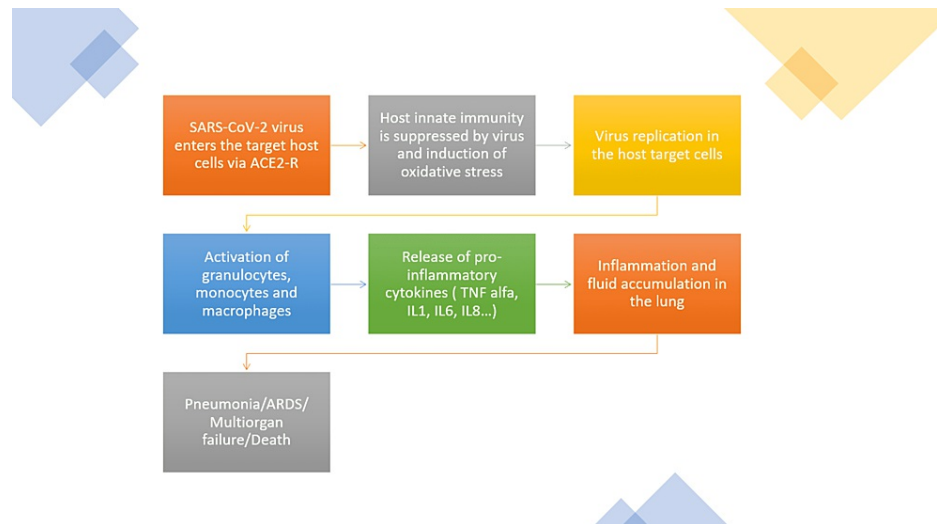 SARS-CoV-2 virus
enters the target host
cells via ACE2-R
Host innate immunity
is suppressed by virus
and induction of
oxidative stress
Virus replication in
the host target cells
Activation of
granulocytes,
monocytes and
macrophages
Release of pro-
inflammatory
cytokines ( TNF alfa,
IL1, IL6, IL8...)
Inflammation and
fluid accumulation in
the lung
Pneumonia/ARDS/
Multiorgan
failure/Death